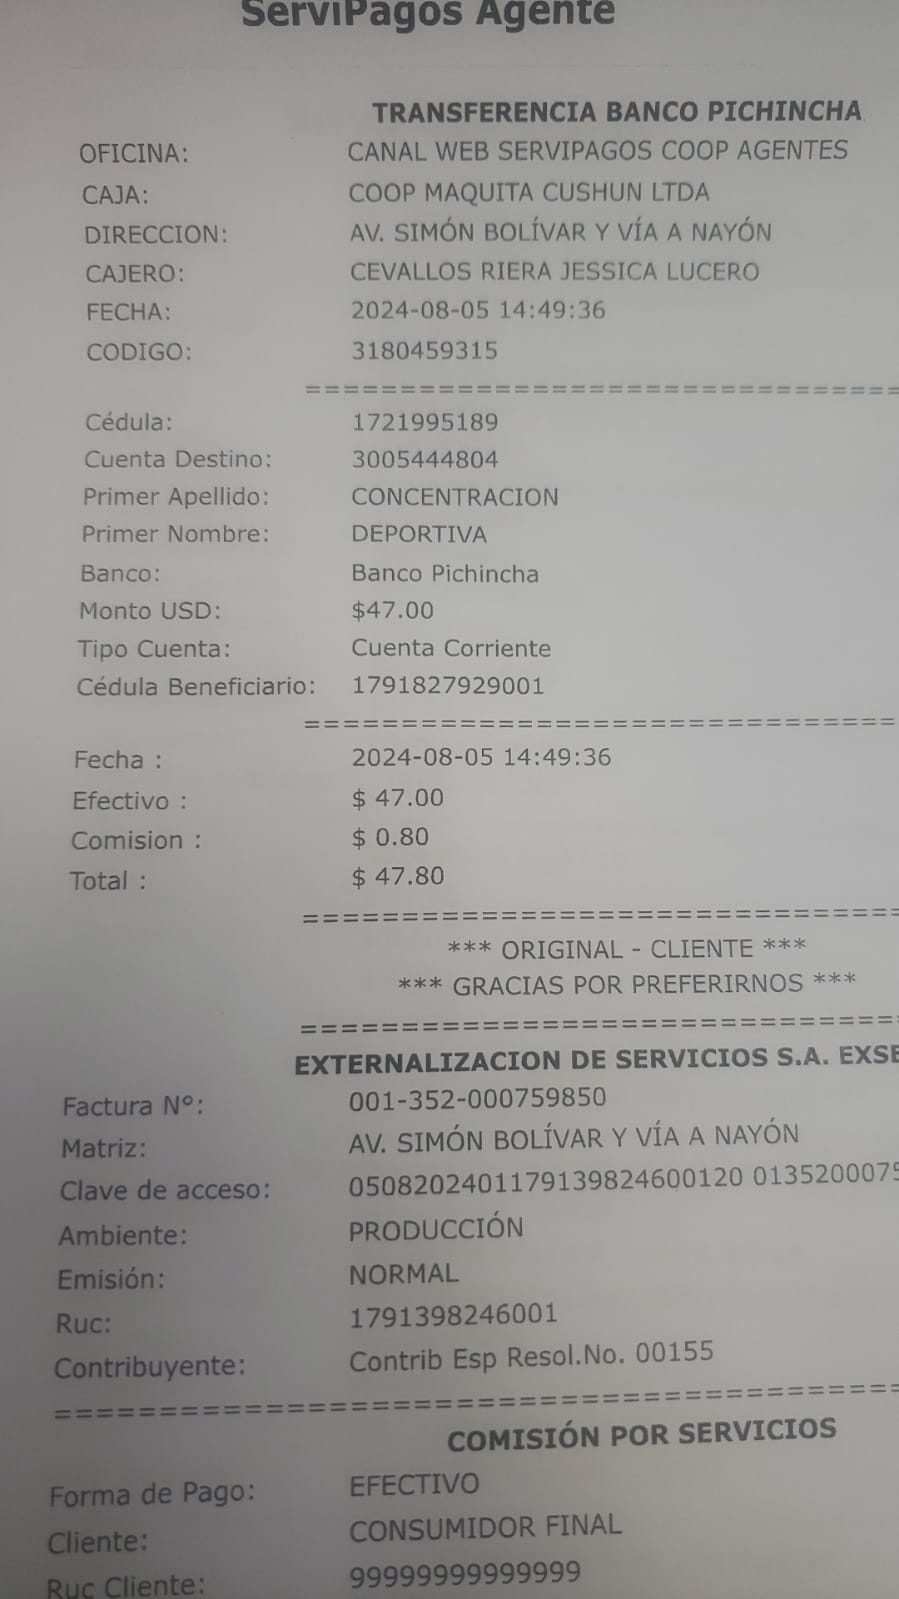 ServiPagos Agente
TRANSFERENCIA BANCO PICHINCHA
OFICINA: CANAL WEB SERVIPAGOS COOP AGENTES
CAJA: COOP MAQUITA CUSHUN LTDA
DIRECCION: AV. SIMÓN BOLÍVAR Y VÍA A NAYÓN
CAJERO: CEVALLOS RIERA JESSICA LUCERO
FECHA: 2024-08-05 14:49:36
CODIGO: 3180459315
===============================
Cédula: 1721995189
Cuenta Destino: 3005444804
Primer Apellido: CONCENTRACION
Primer Nombre: DEPORTIVA
Banco: Banco Pichincha
Monto USD: $47.00
Tipo Cuenta: Cuenta Corriente
Cédula Beneficiario: 1791827929001
===============================
Fecha : 2024-08-05 14:49:36
Efectivo : $ 47.00
Comision : $ 0.80
Total : $ 47.80
===============================
*** ORIGINAL - CLIENTE ***
*** GRACIAS POR PREFERIRNOS ***
===============================
EXTERNALIZACION DE SERVICIOS S.A. EXSE
Factura Nº: 001-352-000759850
Matriz: AV. SIMÓN BOLÍVAR Y VÍA A NAYÓN
Clave de acceso: 0508202401179139824600120 0135200075
Ambiente: PRODUCCIÓN
Emisión: NORMAL
Ruc: 1791398246001
Contribuyente: Contrib Esp Resol.No. 00155
===========================================
COMISIÓN POR SERVICIOS
Forma de Pago: EFECTIVO
Cliente: CONSUMIDOR FINAL
Ruc Cliente: 99999999999999